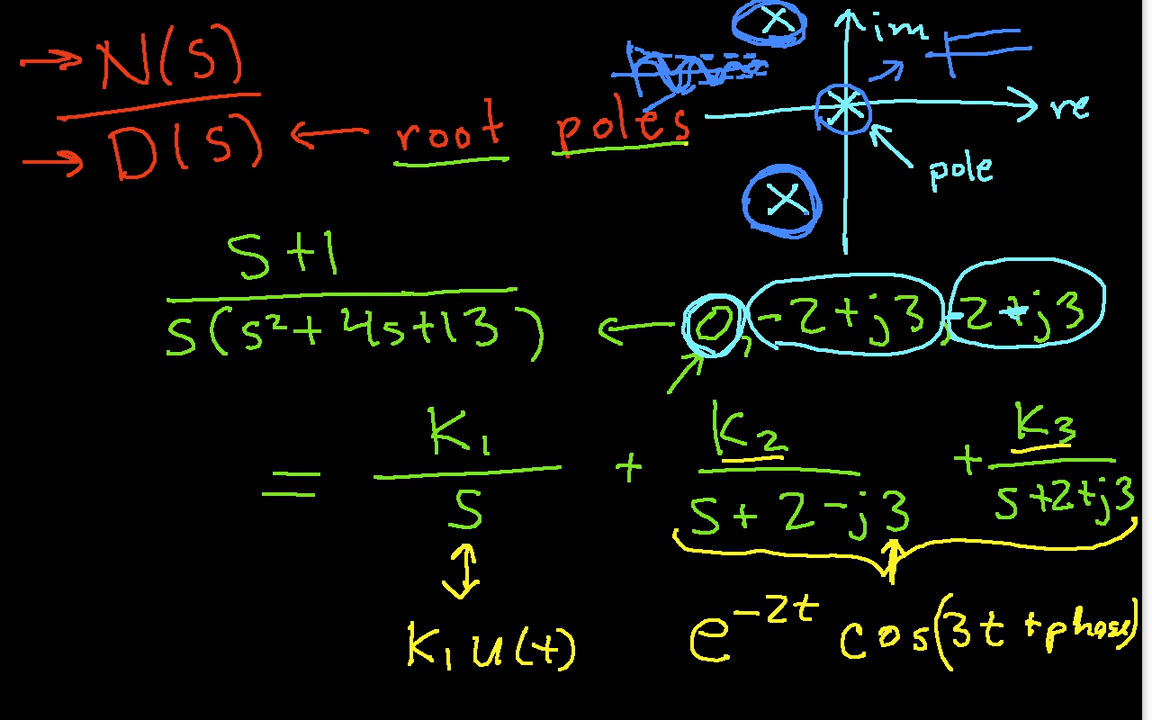 N(s)
D(s) ← root poles
im
re
pole
s+1
s(s²+4s+13) ← 0, -2+j3, -2-j3
= K₁/s + K₂/(s+2-j3) + K₃/(s+2+j3)
K₁u(t) e^{-2t} cos(3t + phase)